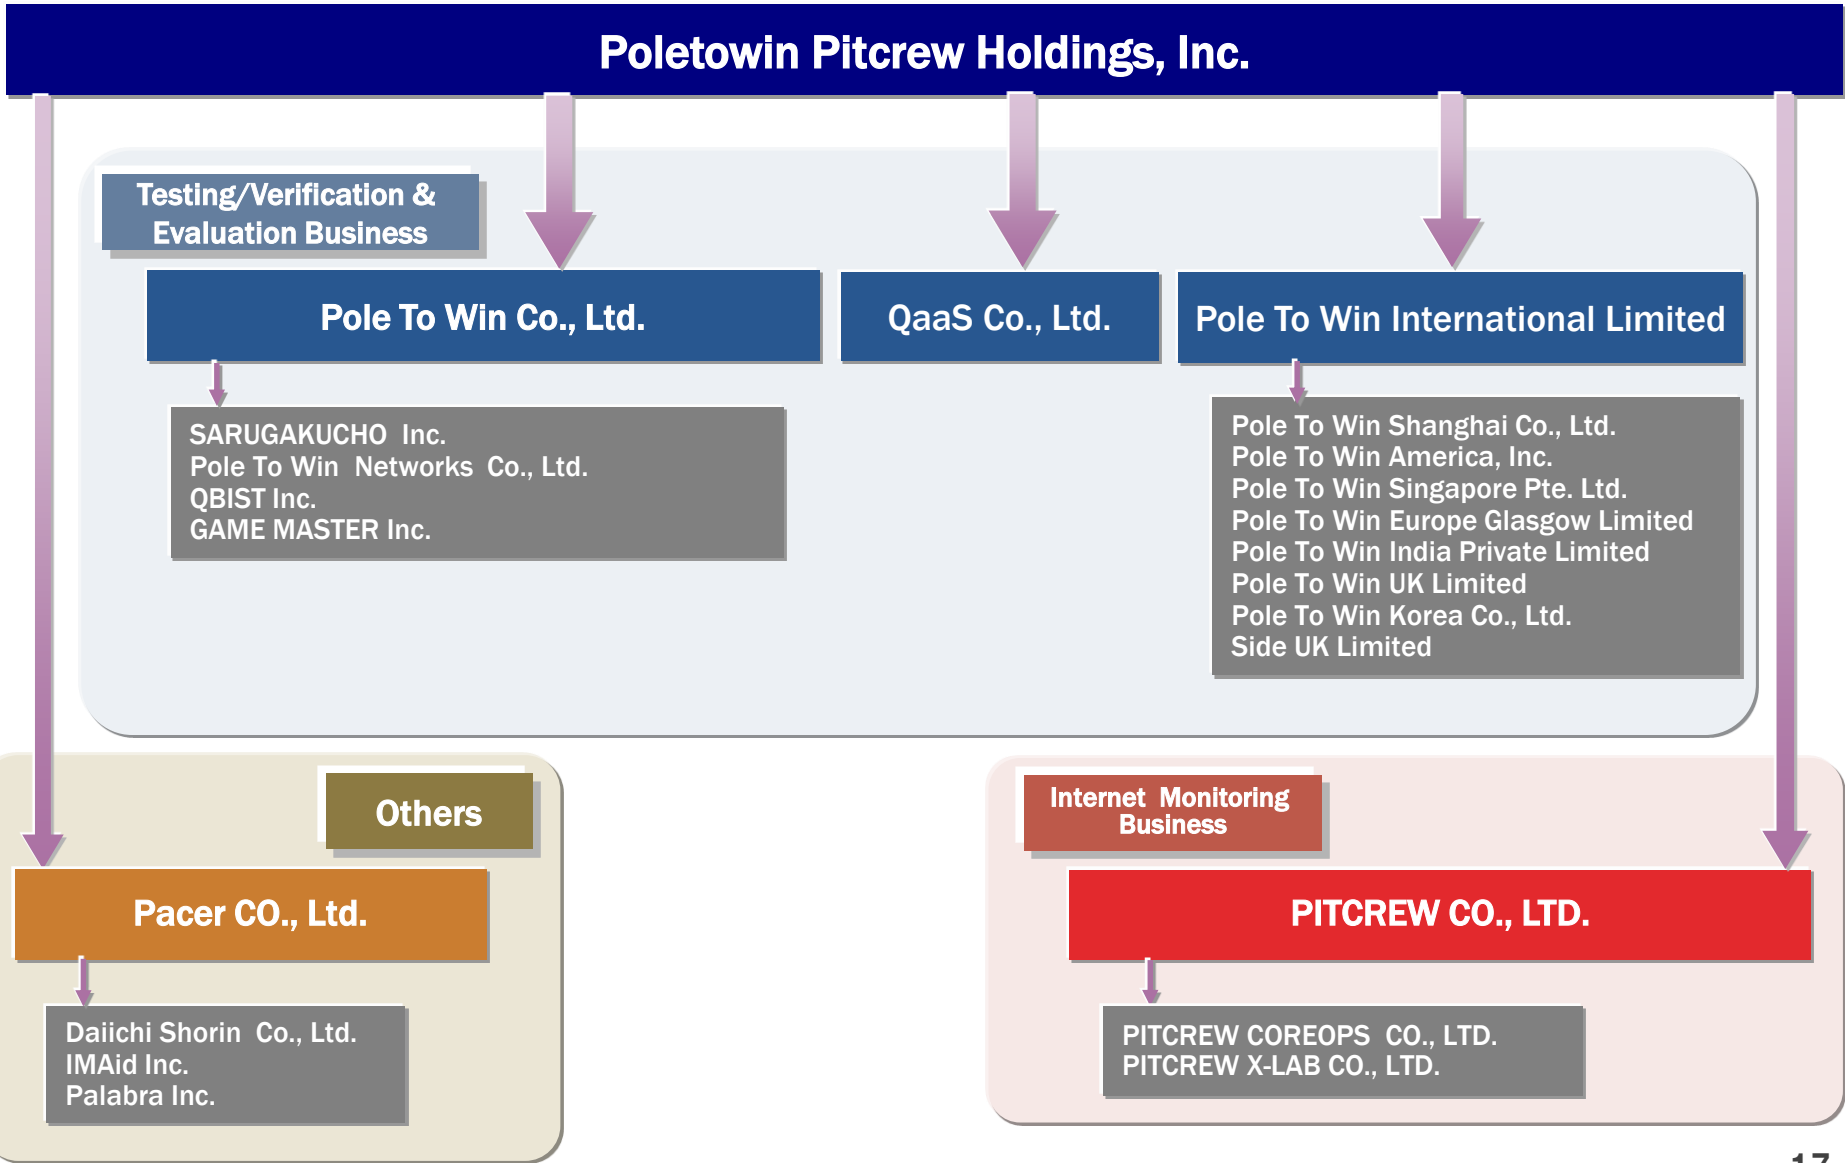 Poletowin Pitcrew Holdings, Inc.
Testing/Verification &
Evaluation Business
Pole To Win Co., Ltd.
QaaS Co., Ltd.
Pole To Win International Limited
SARUGAKUCHO Inc.
Pole To Win Networks Co., Ltd.
QBIST Inc.
GAME MASTER Inc.
Pole To Win Shanghai Co., Ltd.
Pole To Win America, Inc.
Pole To Win Singapore Pte. Ltd.
Pole To Win Europe Glasgow Limited
Pole To Win India Private Limited
Pole To Win UK Limited
Pole To Win Korea Co., Ltd.
Side UK Limited
Others
Pacer CO., Ltd.
Daiichi Shorin Co., Ltd.
IMAid Inc.
Palabra Inc.
Internet Monitoring
Business
PITCREW CO., LTD.
PITCREW COREOPS CO., LTD.
PITCREW X-LAB CO., LTD.
17